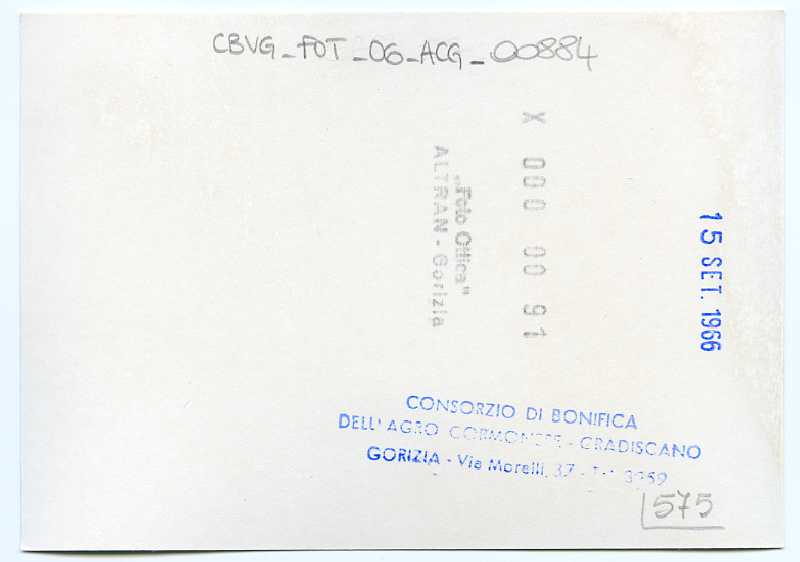 CBVG_FOT_06_ACG_00884
X 000 00 91
"Foto Ottica"
ALTRAN - Gorizia
15 SET. 1966
CONSORZIO DI BONIFICA
DELL'AGRO CORMONESE - GRADISCANO
GORIZIA - Via Morelli, 37 -
575